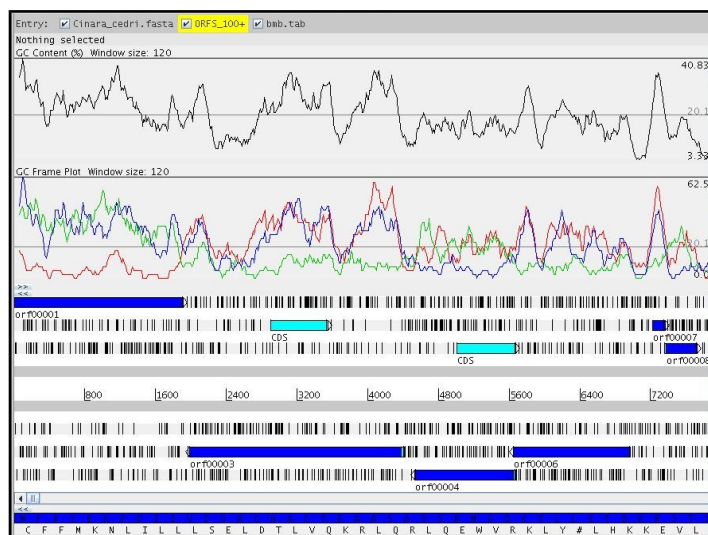 Entry: Cinara_cedri.fasta ORFS_100+ bmb.tab
Nothing selected
GC Content (%) Window size: 120
40.83
20.1
3.33
GC Frame Plot Window size: 120
62.5
20.1
0.0
>>
<<
orf00001
CDS
orf00007
CDS
orf00008
800 1600 2400 3200 4000 4800 5600 6400 7200
orf00003
orf00006
orf00004
<<
C F F M K N L I L L L S E L D T L V Q K R L Q R L Q E W V R K L Y # L H K K E V L